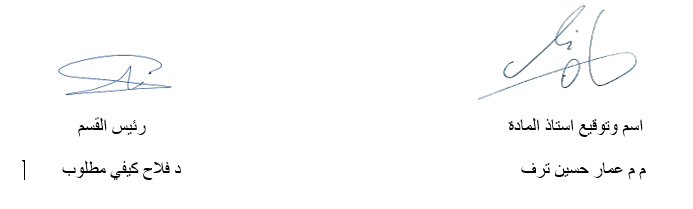 اسم وتوقيع استاذ المادة
رئيس القسم
م م عمار حسين ترف
د فلاح كيفي مطلوب